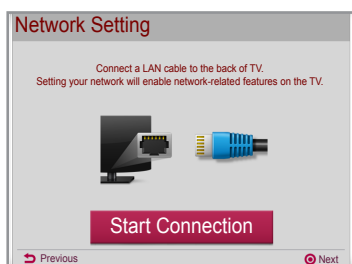 Network Setting
Connect a LAN cable to the back of TV.
Setting your network will enable network-related features on the TV.
Start Connection
Previous
Next